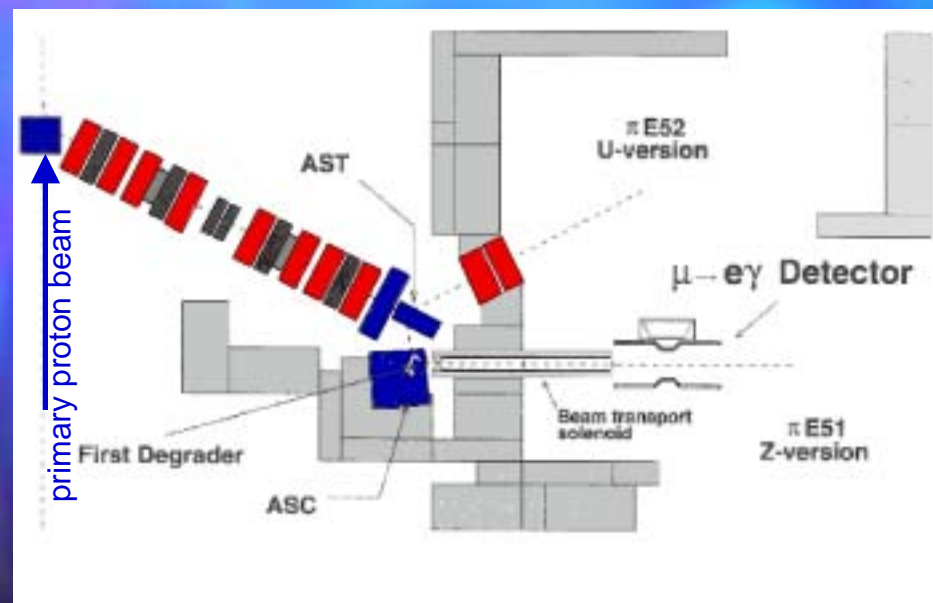 πE52
U-version
AST
μ→eγ Detector
primary proton beam
Beam transport
solenoid
πE51
Z-version
First Degrader
ASC